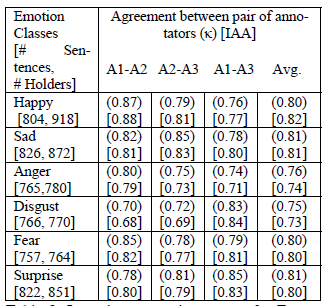 Emotion Agreement between pair of anno-
Classes tators (κ) [IAA]
[# Sen-
tences, A1-A2 A2-A3 A1-A3 Avg.
# Holders]
Happy (0.87) (0.79) (0.76) (0.80)
[804, 918] [0.88] [0.81] [0.77] [0.82]
Sad (0.82) (0.85) (0.78) (0.81)
[826, 872] [0.81] [0.83] [0.80] [0.81]
Anger (0.80) (0.75) (0.74) (0.76)
[765,780] [0.79] [0.73] [0.71] [0.74]
Disgust (0.70) (0.72) (0.83) (0.75)
[766, 770] [0.68] [0.69] [0.84] [0.73]
Fear (0.85) (0.78) (0.79) (0.80)
[757, 764] [0.82] [0.77] [0.81] [0.80]
Surprise (0.78) (0.81) (0.85) (0.81)
[822, 851] [0.80] [0.79] [0.83] [0.80]